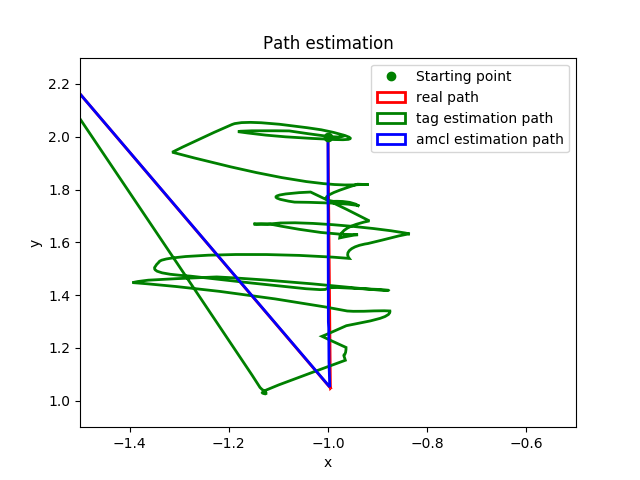 Path estimation
Starting point
real path
tag estimation path
amcl estimation path
y
2.2
2.0
1.8
1.6
1.4
1.2
1.0
−1.4
−1.2
−1.0
−0.8
−0.6
x